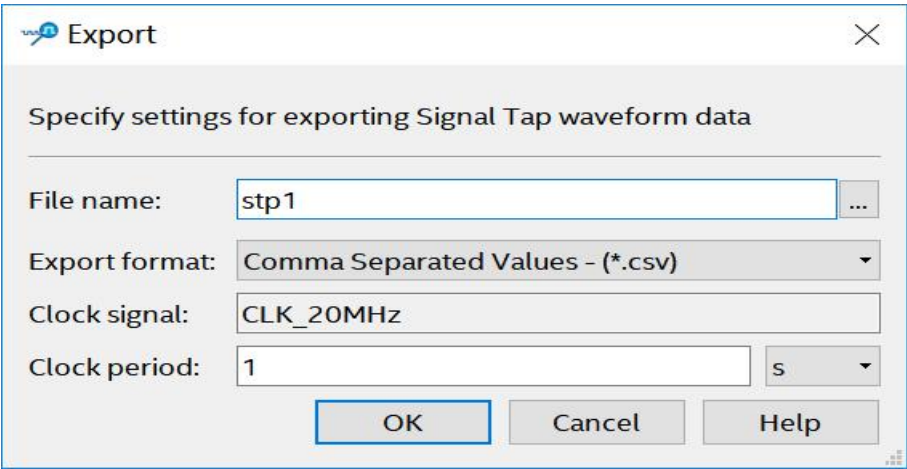 Export
Specify settings for exporting Signal Tap waveform data
File name: stp1 ...
Export format: Comma Separated Values - (*.csv)
Clock signal: CLK_20MHz
Clock period: 1 s
OK Cancel Help